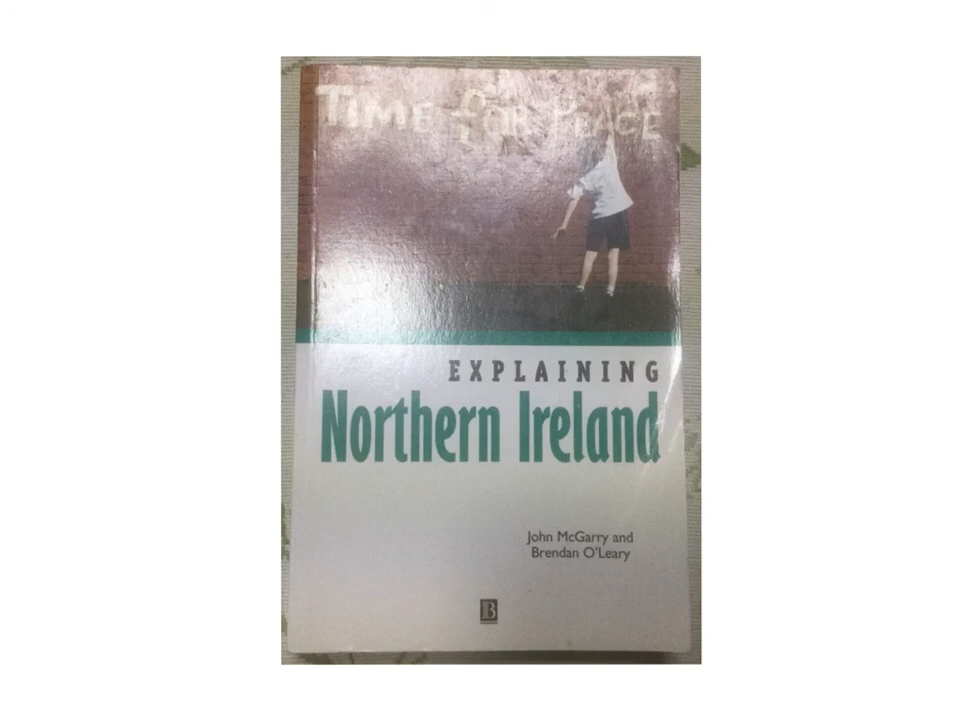 TIME FOR PEACE
EXPLAINING
Northern Ireland
John McGarry and
Brendan O'Leary
B